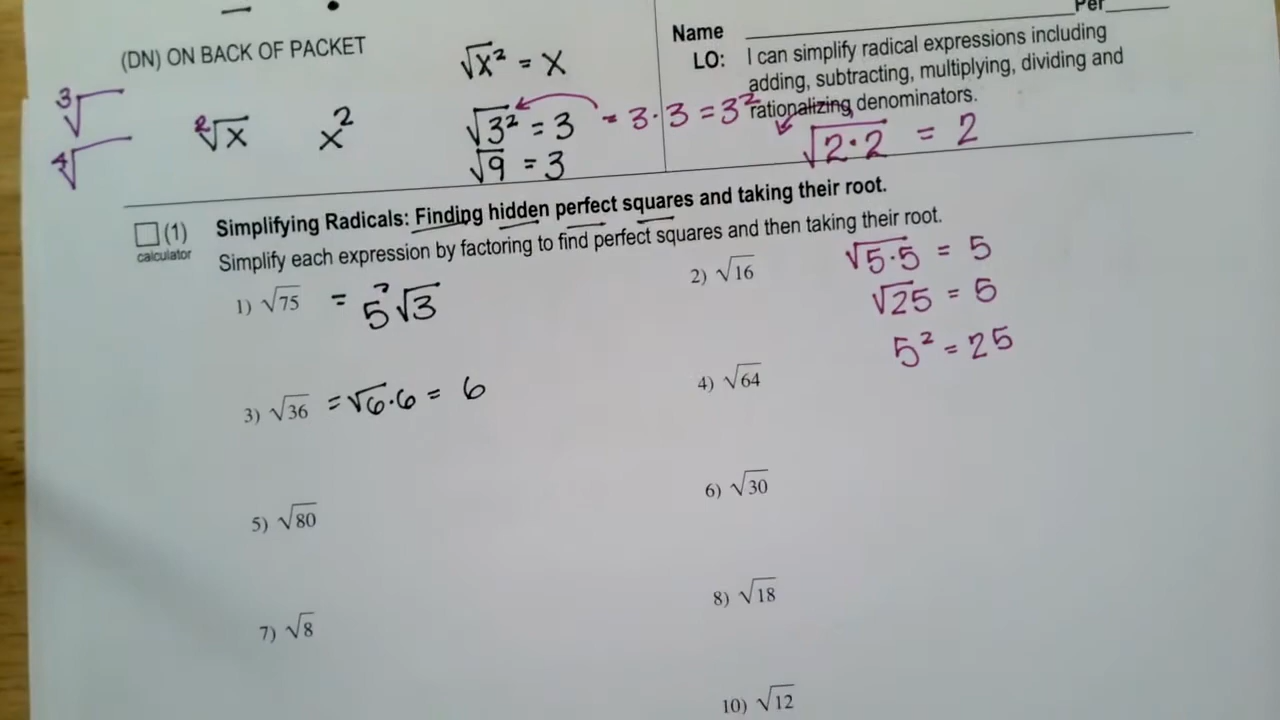 (DN) ON BACK OF PACKET
Name Per
LO: I can simplify radical expressions including
adding, subtracting, multiplying, dividing and
rationalizing denominators.
∛
∜
²√x x²
√x² = x
√3² = 3 = 3·3 = 3²
√9 = 3
√2·2 = 2
(1) Simplifying Radicals: Finding hidden perfect squares and taking their root.
calculator Simplify each expression by factoring to find perfect squares and then taking their root.
1) √75 = 5√3
2) √16
√5·5 = 5
√25 = 5
5² = 25
3) √36 = √6·6 = 6
4) √64
5) √80
6) √30
7) √8
8) √18
10) √12